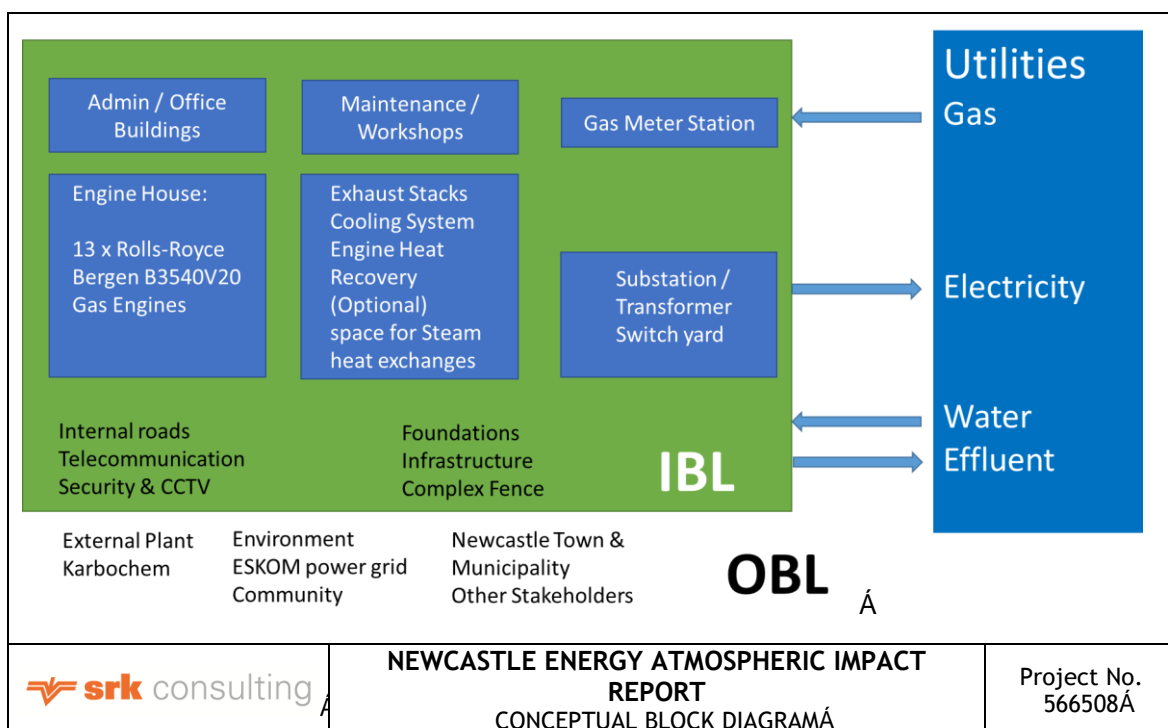 Utilities
Gas
Electricity
Water
Effluent
Admin / Office
Buildings
Maintenance /
Workshops
Gas Meter Station
Engine House:
13 x Rolls-Royce
Bergen B3540V20
Gas Engines
Exhaust Stacks
Cooling System
Engine Heat
Recovery
(Optional)
space for Steam
heat exchanges
Substation /
Transformer
Switch yard
Internal roads
Telecommunication
Security & CCTV
Foundations
Infrastructure
Complex Fence
IBL
External Plant
Karbochem
Environment
ESKOM power grid
Community
Newcastle Town &
Municipality
Other Stakeholders
OBL
Á
srk consulting
Á
NEWCASTLE ENERGY ATMOSPHERIC IMPACT
REPORT
CONCEPTUAL BLOCK DIAGRAMÁ
Project No.
566508Á